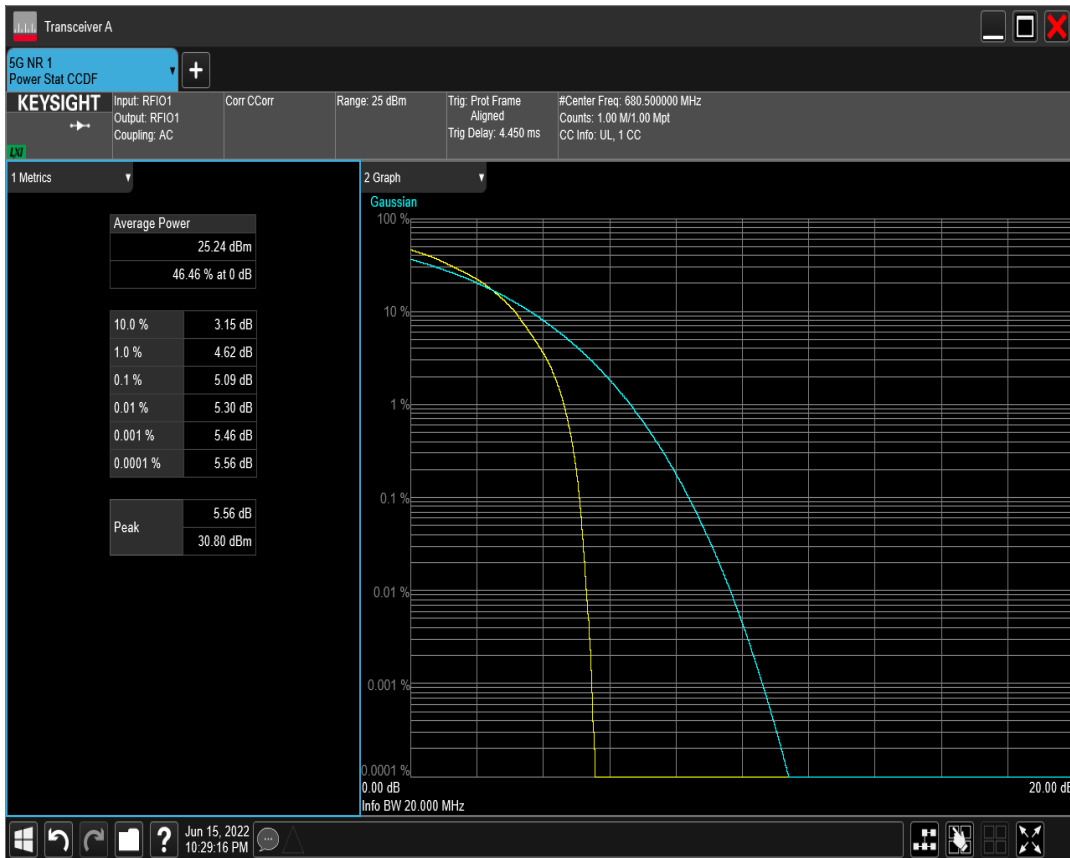 Transceiver A
5G NR 1
Power Stat CCDF
KEYSIGHT
LXI
Input: RFIO1
Output: RFIO1
Coupling: AC
Corr CCorr
Range: 25 dBm
Trig: Prot Frame
Aligned
Trig Delay: 4.450 ms
#Center Freq: 680.500000 MHz
Counts: 1.00 M/1.00 Mpt
CC Info: UL, 1 CC
1 Metrics
Average Power
25.24 dBm
46.46 % at 0 dB
10.0 % 3.15 dB
1.0 % 4.62 dB
0.1 % 5.09 dB
0.01 % 5.30 dB
0.001 % 5.46 dB
0.0001 % 5.56 dB
Peak
5.56 dB
30.80 dBm
2 Graph
Gaussian
100 %
10 %
1 %
0.1 %
0.01 %
0.001 %
0.0001 %
0.00 dB 20.00 dB
Info BW 20.000 MHz
Jun 15, 2022
10:29:16 PM